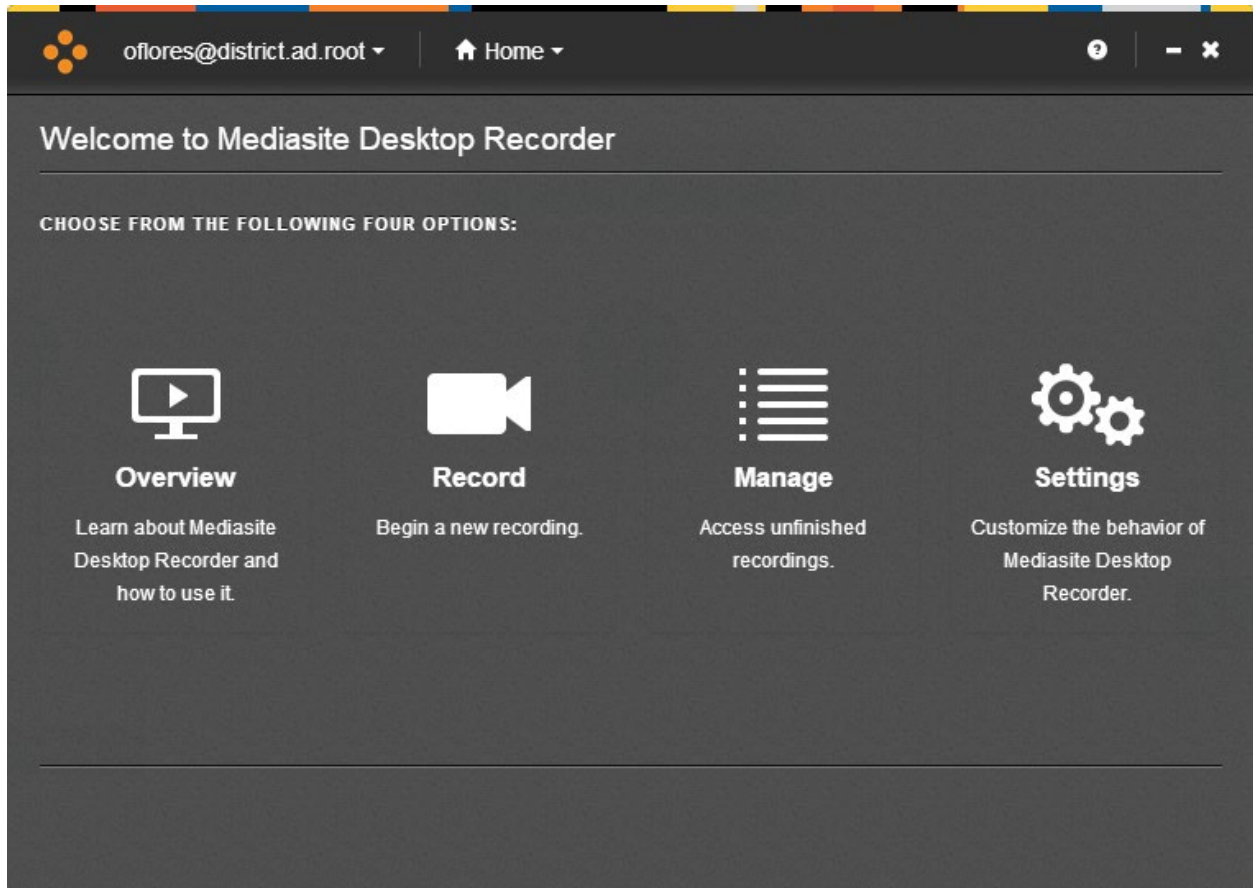 oflores@district.ad.root Home
Welcome to Mediasite Desktop Recorder
CHOOSE FROM THE FOLLOWING FOUR OPTIONS:
Overview
Learn about Mediasite
Desktop Recorder and
how to use it.
Record
Begin a new recording.
Manage
Access unfinished
recordings.
Settings
Customize the behavior of
Mediasite Desktop
Recorder.